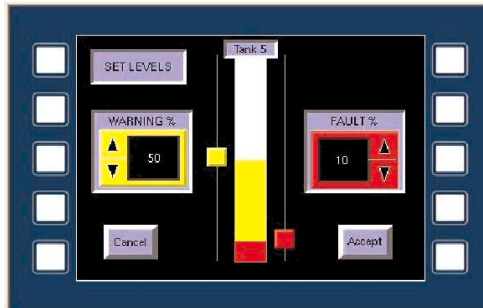 Tank 5
SET LEVELS
WARNING %
50
FAULT %
10
Cancel
Accept